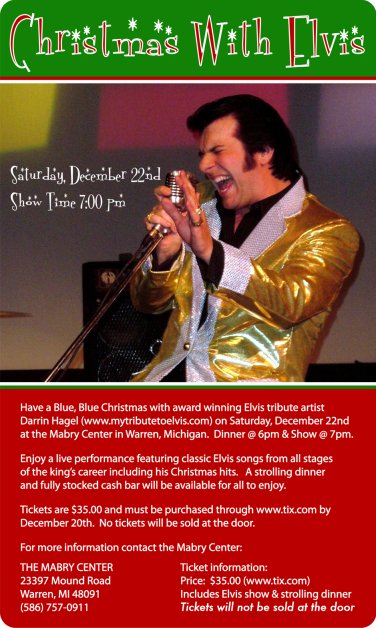 Christmas With Elvis
Saturday, December 22nd
Show Time 7:00 pm
Have a Blue, Blue Christmas with award winning Elvis tribute artist
Darrin Hagel (www.mytributetoelvis.com) on Saturday, December 22nd
at the Mabry Center in Warren, Michigan.  Dinner @ 6pm & Show @ 7pm.
Enjoy a live performance featuring classic Elvis songs from all stages
of the king's career including his Christmas hits.   A strolling dinner
and fully stocked cash bar will be available for all to enjoy.
Tickets are $35.00 and must be purchased through www.tix.com by
December 20th.  No tickets will be sold at the door.
For more information contact the Mabry Center:
THE MABRY CENTER
23397 Mound Road
Warren, MI 48091
(586) 757-0911
Ticket information:
Price:  $35.00 (www.tix.com)
Includes Elvis show & strolling dinner
Tickets will not be sold at the door